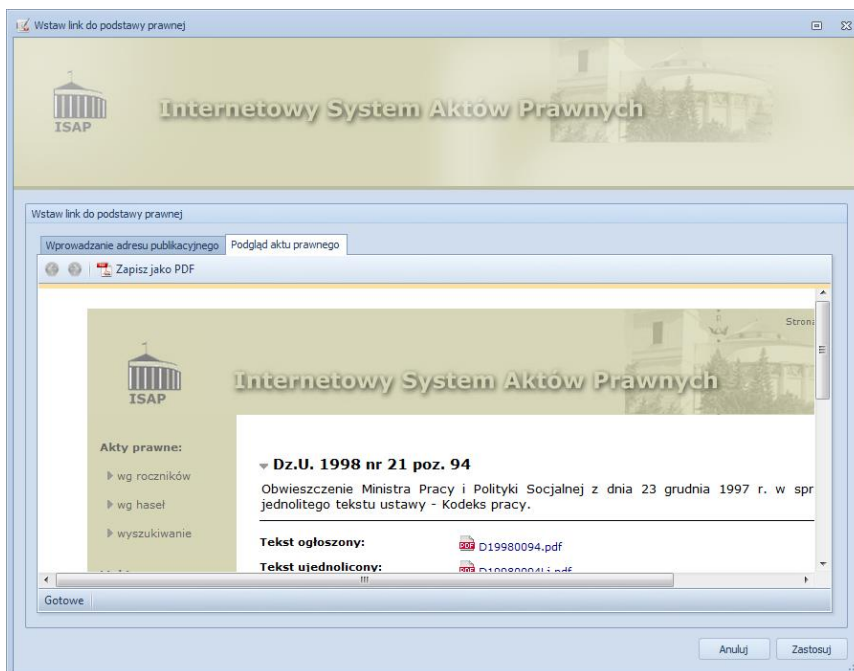 Wstaw link do podstawy prawnej
ISAP
Internetowy System Aktów Prawnych
Wstaw link do podstawy prawnej
Wprowadzanie adresu publikacyjnego
Podgląd aktu prawnego
Zapisz jako PDF
Strona
ISAP
Internetowy System Aktów Prawnych
Akty prawne:
wg roczników
wg haseł
wyszukiwanie
Dz.U. 1998 nr 21 poz. 94
Obwieszczenie Ministra Pracy i Polityki Socjalnej z dnia 23 grudnia 1997 r. w spr
jednolitego tekstu ustawy - Kodeks pracy.
Tekst ogłoszony:
D19980094.pdf
Tekst ujednolicony:
D19980094Lj.pdf
Gotowe
Anuluj
Zastosuj